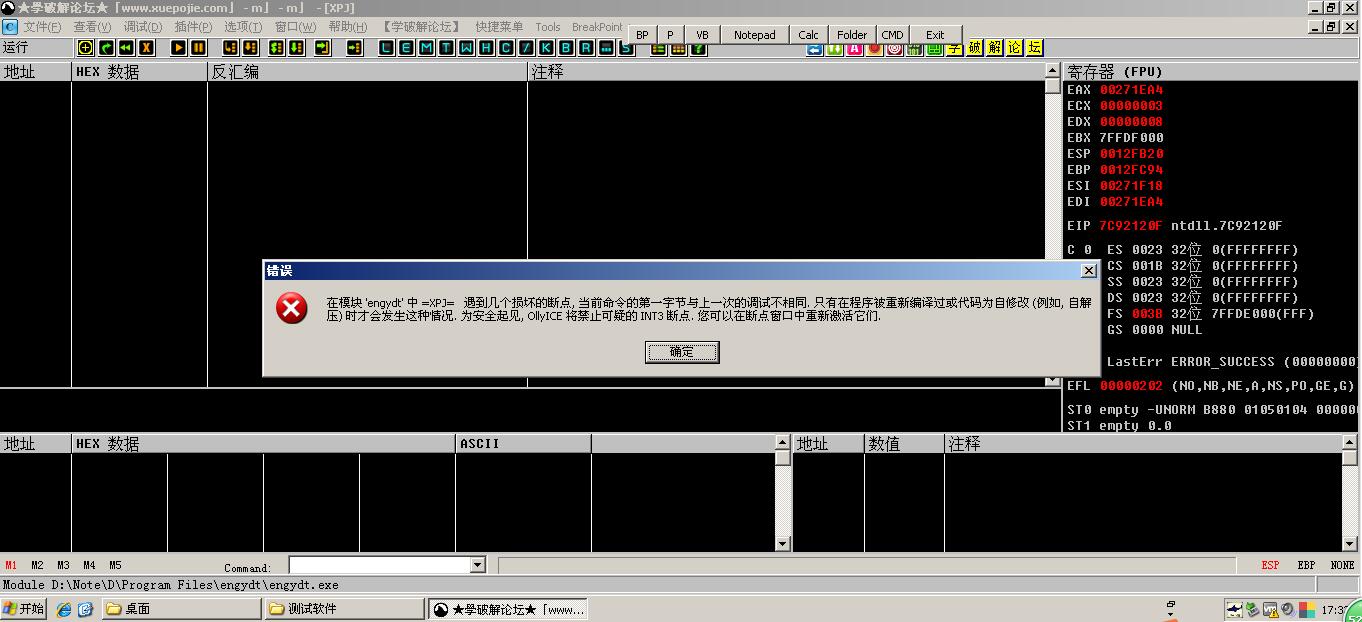 ★学破解论坛★「www.xuepojie.com」 - m」 - m」 - [XPJ]
文件(F) 查看(V) 调试(D) 插件(P) 选项(T) 窗口(W) 帮助(H) 【学破解论坛】 快捷菜单 Tools BreakPoint
BP P VB Notepad Calc Folder CMD Exit
运行 L E M T W H C / K B R ... S ? 字 破 解 论 坛
地址 HEX 数据 反汇编 注释
寄存器 (FPU)
EAX 00271EA4
ECX 00000003
EDX 00000008
EBX 7FFDF000
ESP 0012FB20
EBP 0012FC94
ESI 00271F18
EDI 00271EA4
EIP 7C92120F ntdll.7C92120F
C 0 ES 0023 32位 0(FFFFFFFF)
CS 001B 32位 0(FFFFFFFF)
SS 0023 32位 0(FFFFFFFF)
DS 0023 32位 0(FFFFFFFF)
FS 003B 32位 7FFDE000(FFF)
GS 0000 NULL
LastErr ERROR_SUCCESS (00000000)
EFL 00000202 (NO,NB,NE,A,NS,PO,GE,G)
ST0 empty -UNORM B880 01050104 00000
ST1 empty 0.0
错误
在模块 'engydt' 中 =XPJ= 遇到几个损坏的断点, 当前命令的第一字节与上一次的调试不相同. 只有在程序被重新编译过或代码为自修改 (例如, 自解
压) 时才会发生这种情况. 为安全起见, OllyICE 将禁止可疑的 INT3 断点. 您可以在断点窗口中重新激活它们.
确定
地址 HEX 数据 ASCII
地址 数值 注释
M1 M2 M3 M4 M5 Command: ESP EBP NONE
Module D:\Note\D\Program Files\engydt\engydt.exe
开始 桌面 测试软件 ★学破解论坛★「www... 17:3